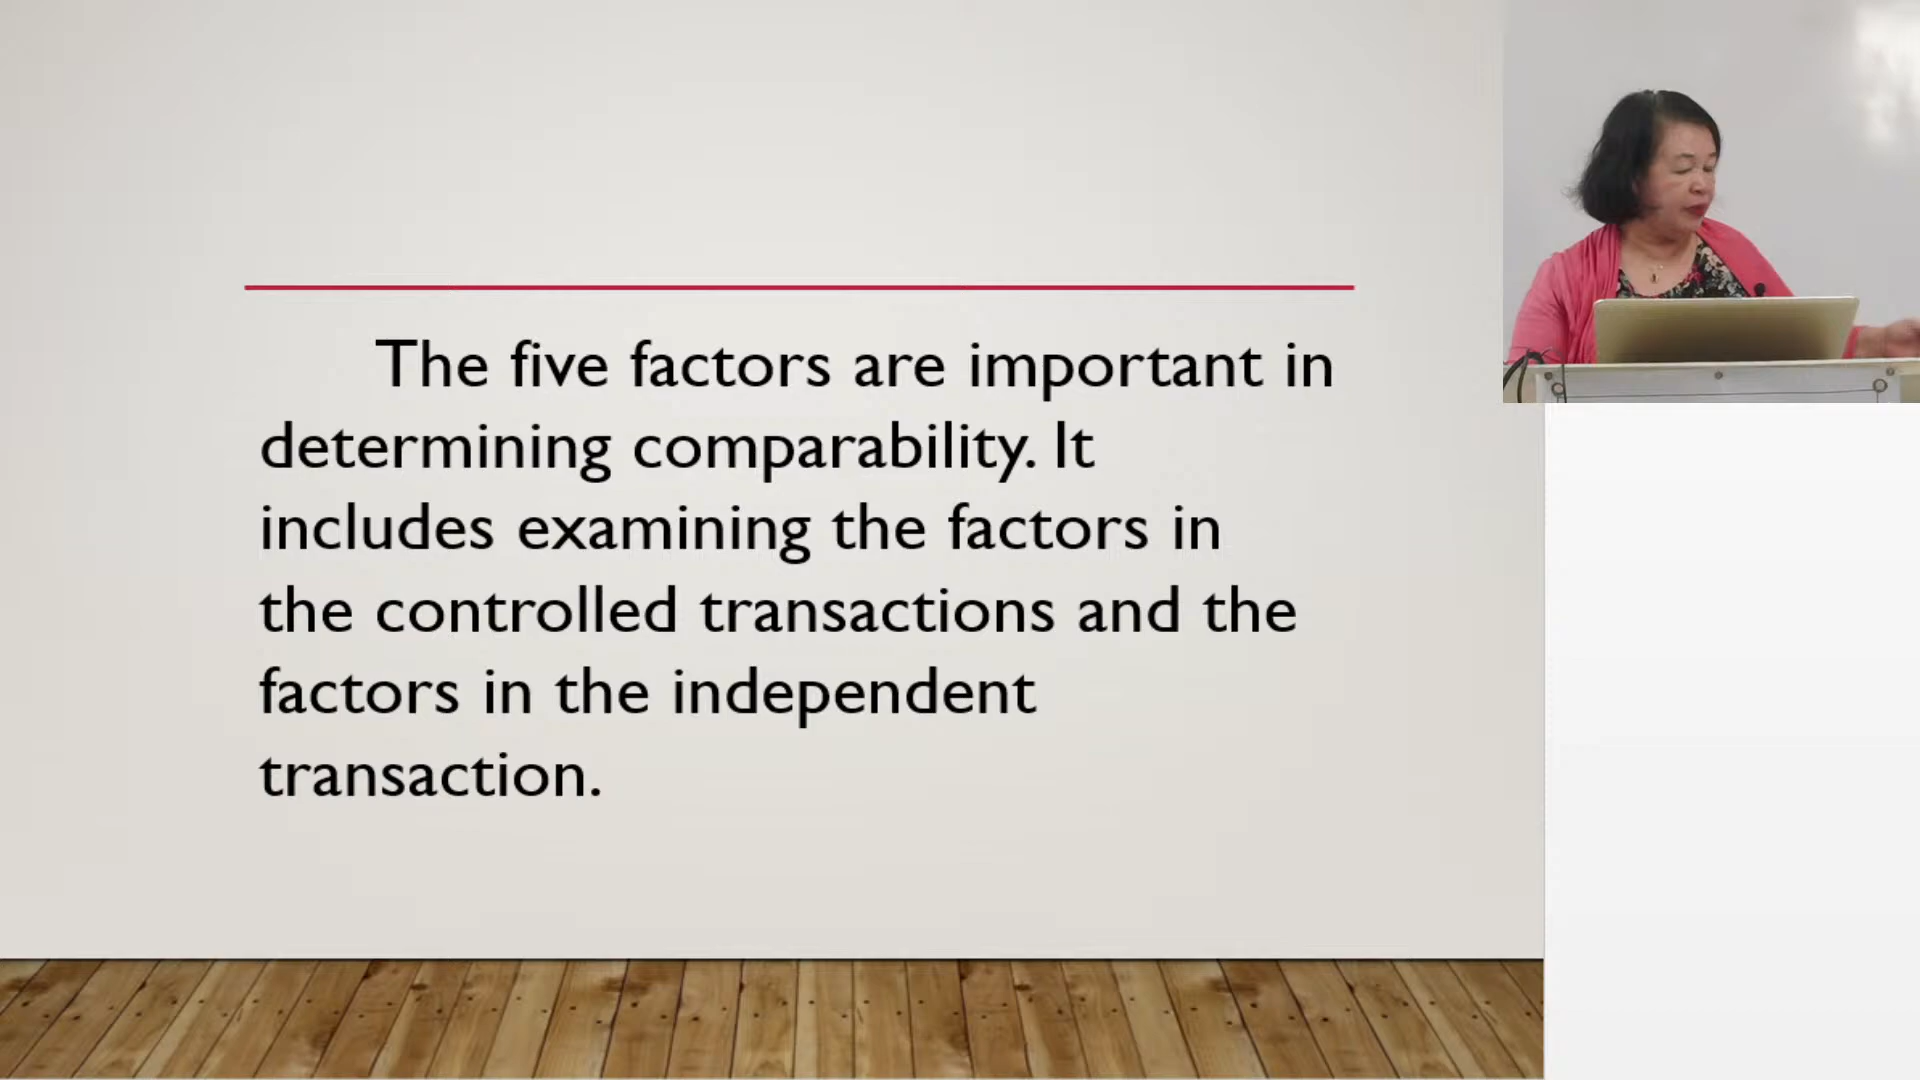 The five factors are important in
determining comparability. It
includes examining the factors in
the controlled transactions and the
factors in the independent
transaction.